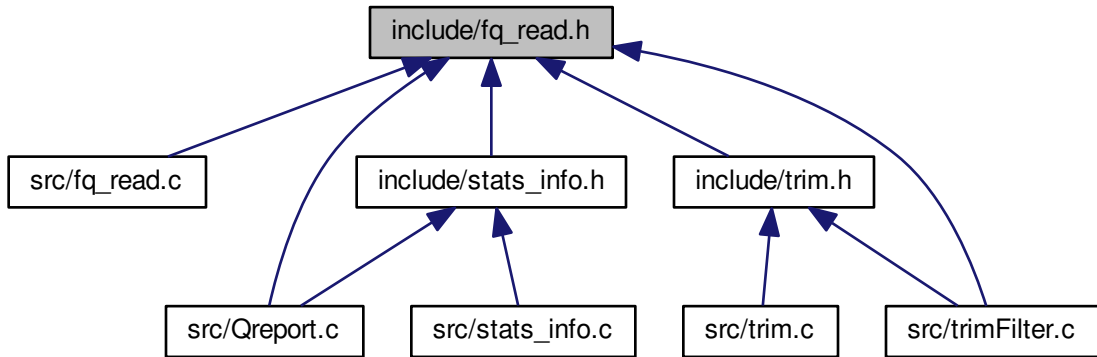 include/fq_read.h
src/fq_read.c
include/stats_info.h
include/trim.h
src/Qreport.c
src/stats_info.c
src/trim.c
src/trimFilter.c